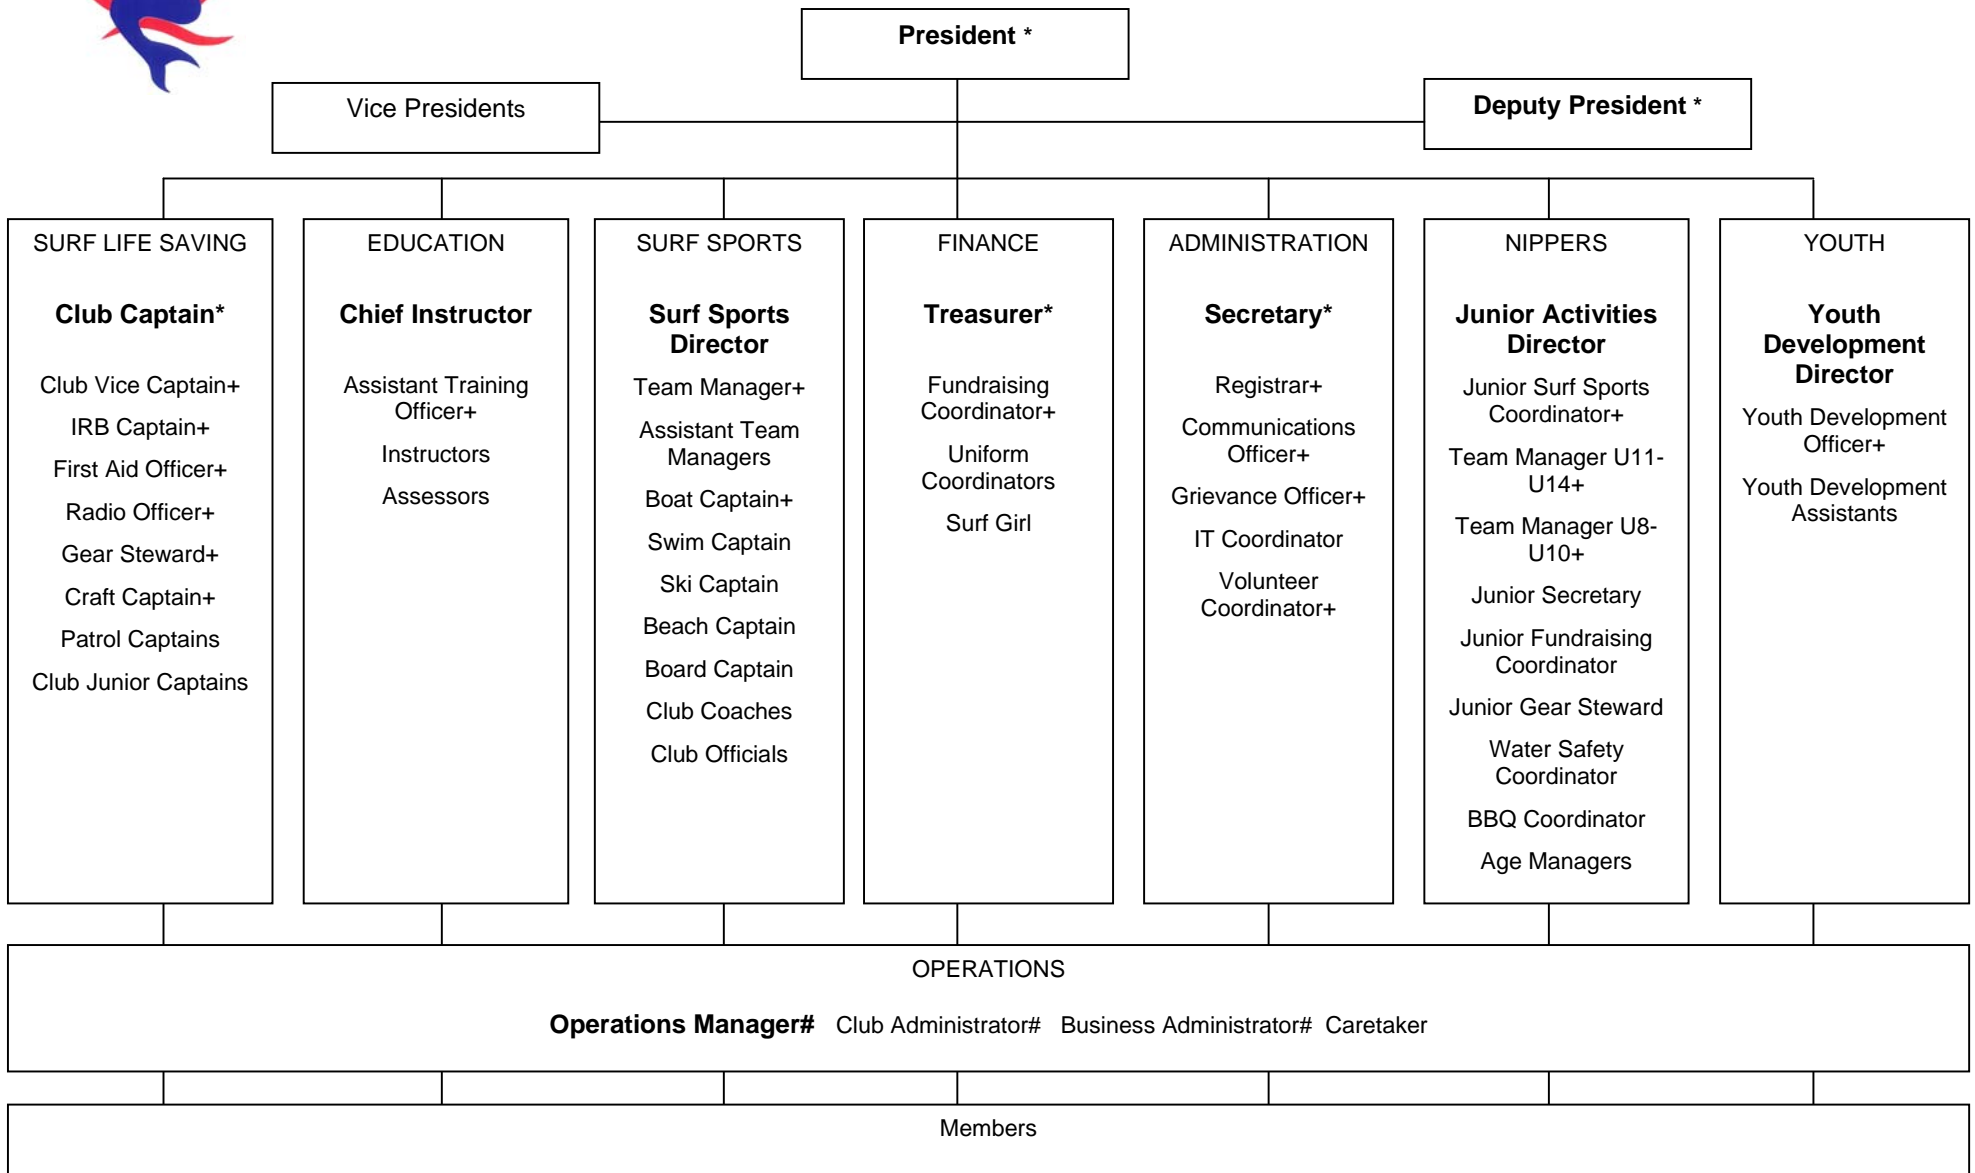 President *
Vice Presidents
Deputy President *
SURF LIFE SAVING
Club Captain*
Club Vice Captain+
IRB Captain+
First Aid Officer+
Radio Officer+
Gear Steward+
Craft Captain+
Patrol Captains
Club Junior Captains
EDUCATION
Chief Instructor
Assistant Training
Officer+
Instructors
Assessors
SURF SPORTS
Surf Sports
Director
Team Manager+
Assistant Team
Managers
Boat Captain+
Swim Captain
Ski Captain
Beach Captain
Board Captain
Club Coaches
Club Officials
FINANCE
Treasurer*
Fundraising
Coordinator+
Uniform
Coordinators
Surf Girl
ADMINISTRATION
Secretary*
Registrar+
Communications
Officer+
Grievance Officer+
IT Coordinator
Volunteer
Coordinator+
NIPPERS
Junior Activities
Director
Junior Surf Sports
Coordinator+
Team Manager U11-
U14+
Team Manager U8-
U10+
Junior Secretary
Junior Fundraising
Coordinator
Junior Gear Steward
Water Safety
Coordinator
BBQ Coordinator
Age Managers
YOUTH
Youth
Development
Director
Youth Development
Officer+
Youth Development
Assistants
OPERATIONS
Operations Manager# Club Administrator# Business Administrator# Caretaker
Members